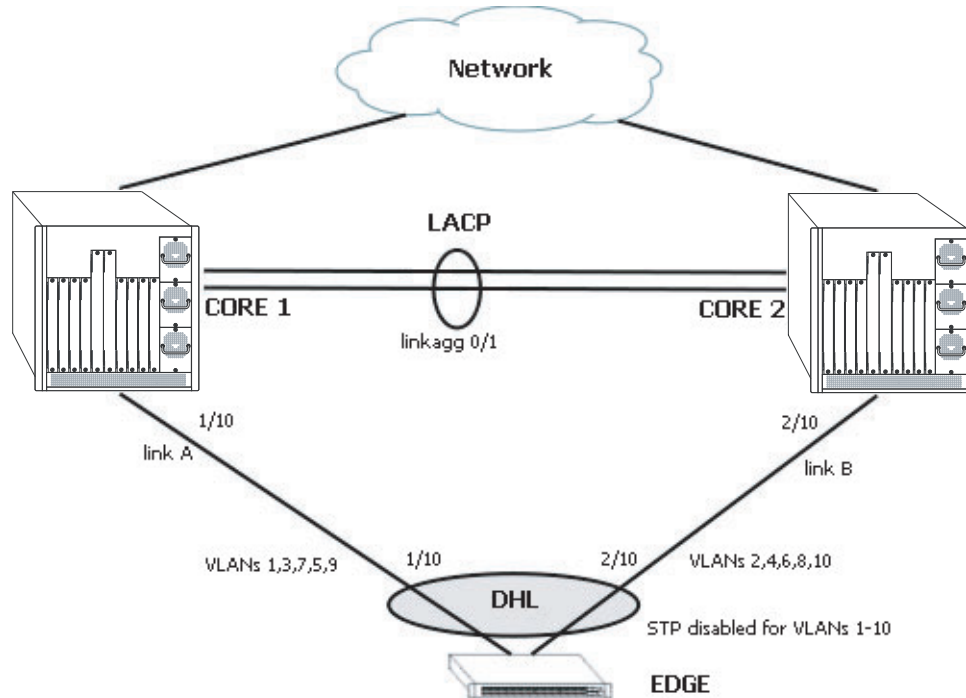 Network
LACP
CORE 1
CORE 2
linkagg 0/1
1/10
2/10
link A
link B
VLANs 1,3,7,5,9
1/10
2/10
VLANs 2,4,6,8,10
DHL
STP disabled for VLANs 1-10
EDGE